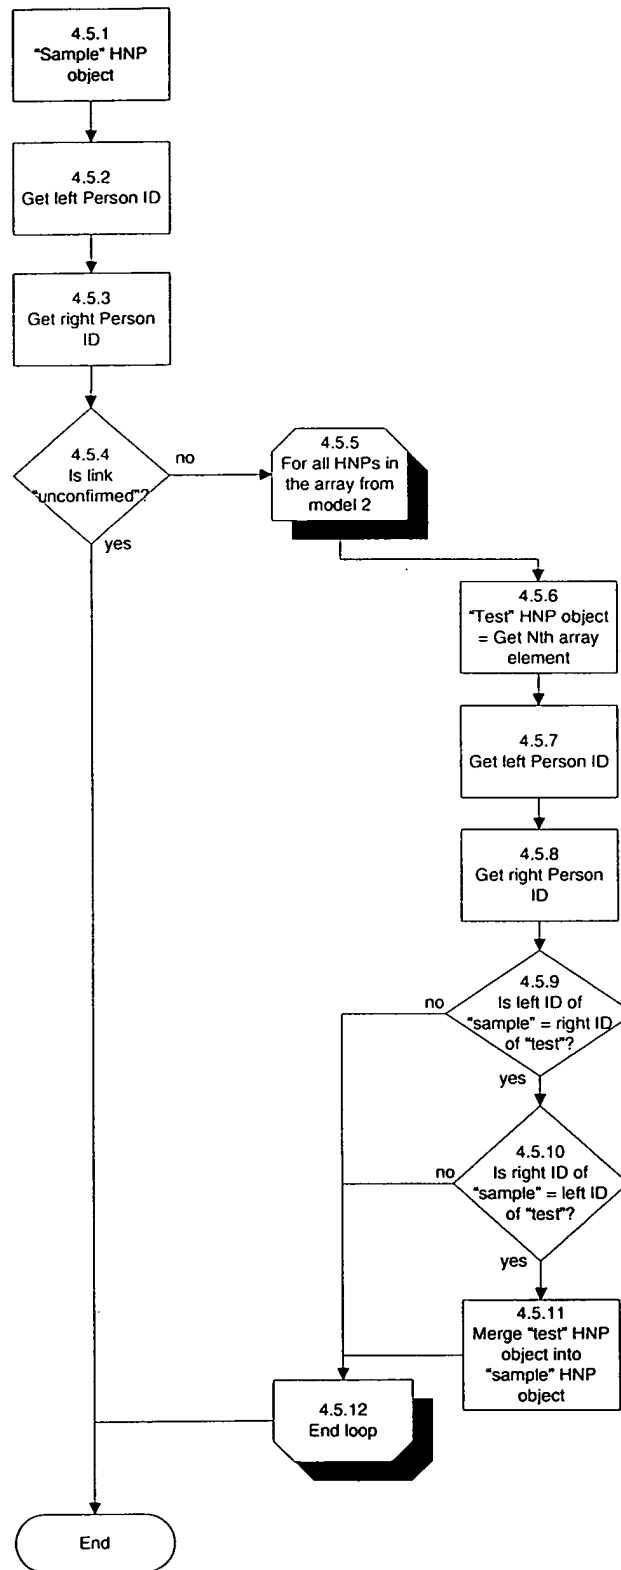 4.5.1
“Sample” HNP
object
4.5.2
Get left Person ID
4.5.3
Get right Person
ID
4.5.4
Is link
“unconfirmed”?
no
yes
4.5.5
For all HNPs in
the array from
model 2
4.5.6
“Test” HNP object
= Get Nth array
element
4.5.7
Get left Person ID
4.5.8
Get right Person
ID
4.5.9
Is left ID of
“sample” = right ID
of “test”?
no
yes
4.5.10
Is right ID of
“sample” = left ID
of “test”?
no
yes
4.5.11
Merge “test” HNP
object into
“sample” HNP
object
4.5.12
End loop
End